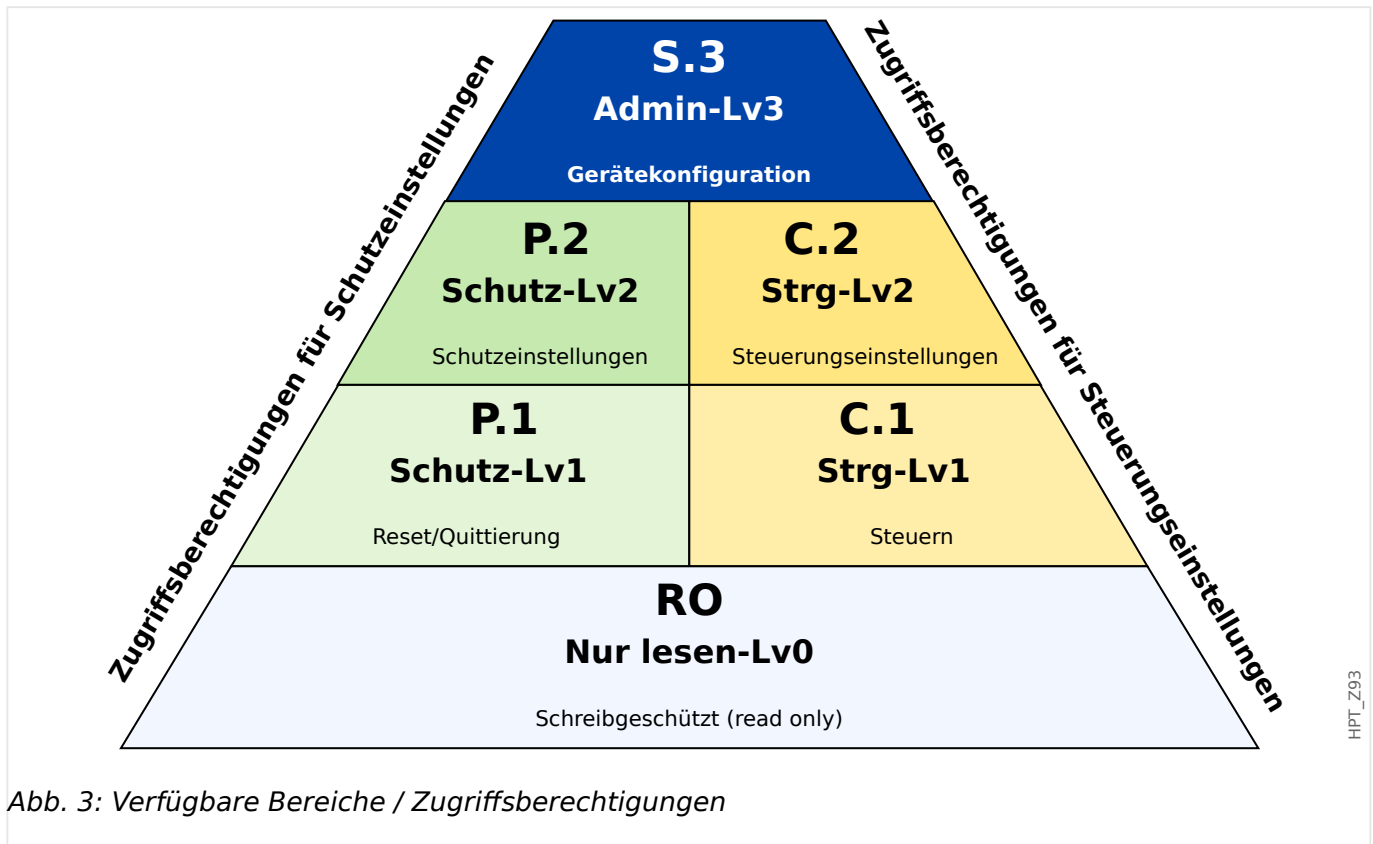 Zugriffsberechtigungen für Schutzeinstellungen
Zugriffsberechtigungen für Steuerungseinstellungen
S.3
Admin-Lv3
Gerätekonfiguration
P.2
Schutz-Lv2
Schutzeinstellungen
C.2
Strg-Lv2
Steuerungseinstellungen
P.1
Schutz-Lv1
Reset/Quittierung
C.1
Strg-Lv1
Steuern
RO
Nur lesen-Lv0
Schreibgeschützt (read only)
HPT_Z93
Abb. 3: Verfügbare Bereiche / Zugriffsberechtigungen